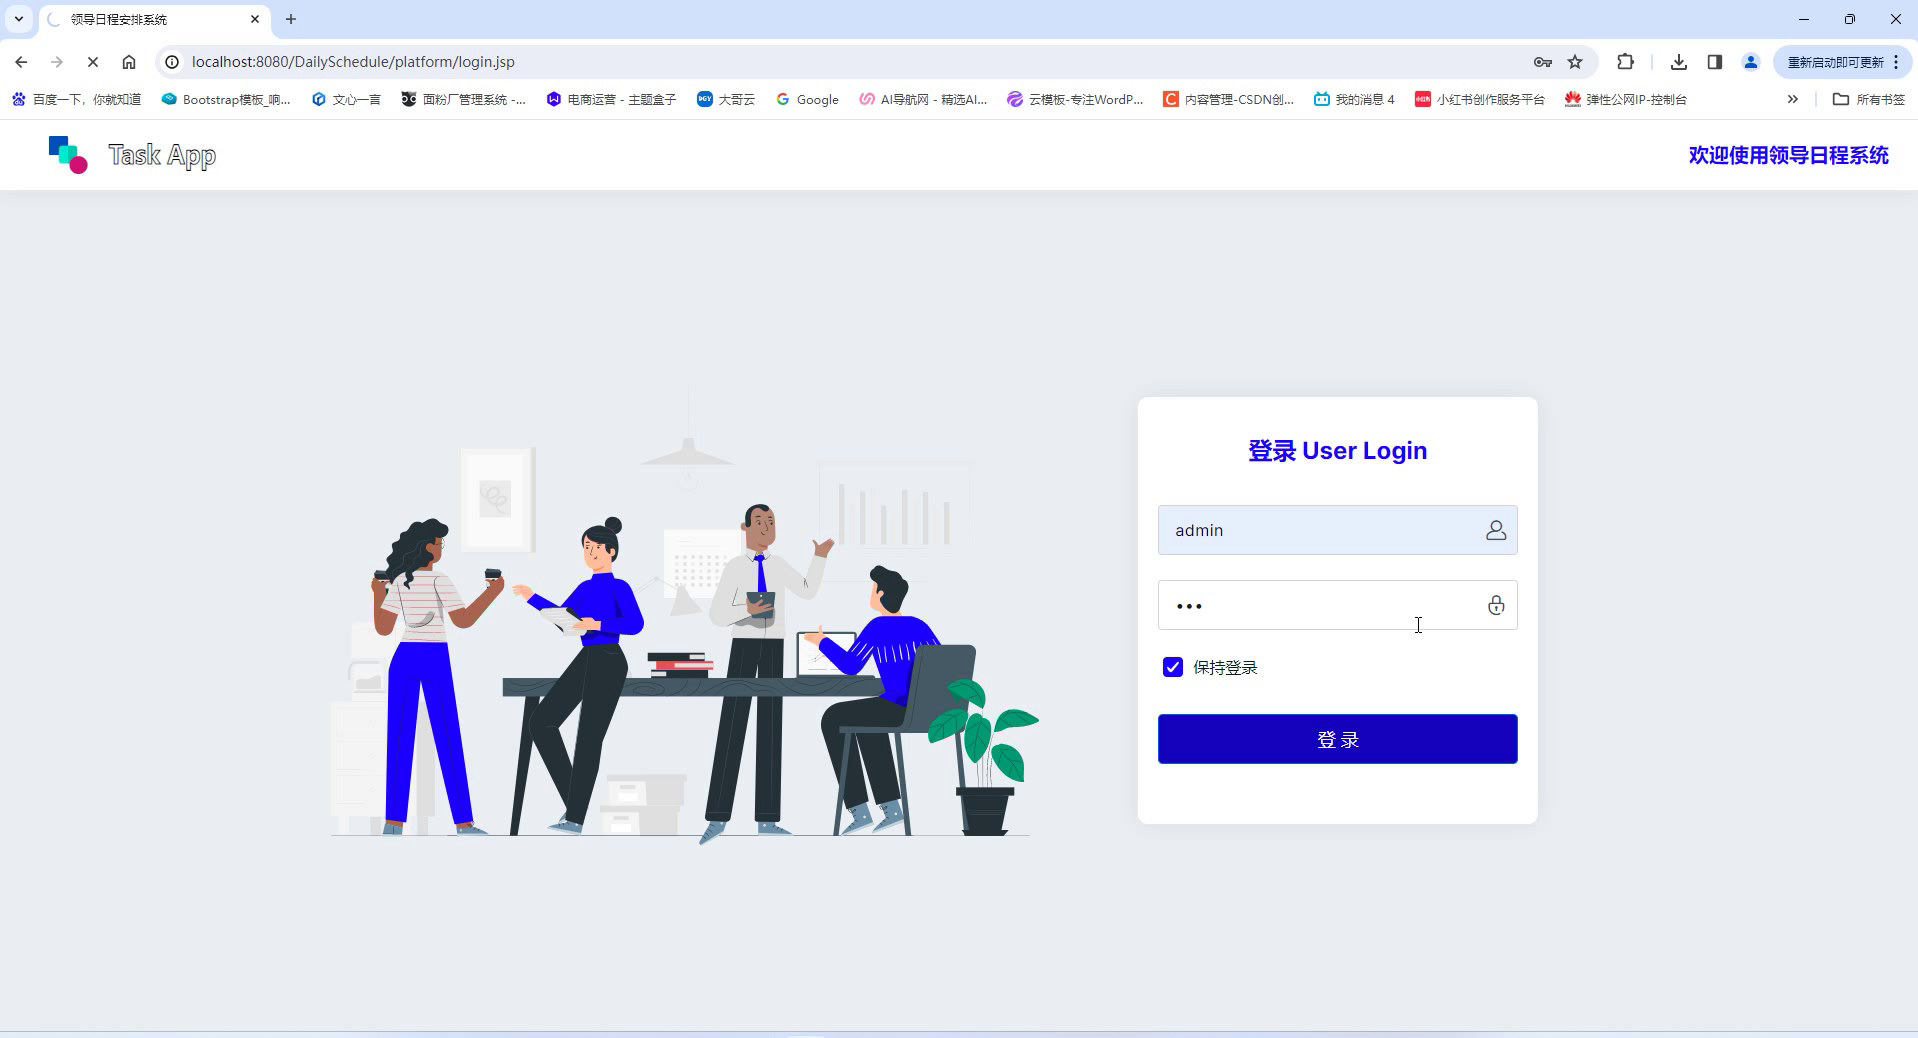 领导日程安排系统
localhost:8080/DailySchedule/platform/login.jsp
重新启动即可更新
百度一下，你就知道
Bootstrap模板_响...
文心一言
面粉厂管理系统 -...
电商运营 - 主题盒子
DGY 大哥云
Google
AI导航网 - 精选AI...
云模板-专注WordP...
C 内容管理-CSDN创...
我的消息 4
小红书 小红书创作服务平台
弹性公网IP-控制台
所有书签
Task App
欢迎使用领导日程系统
登录 User Login
admin
•••
保持登录
登 录